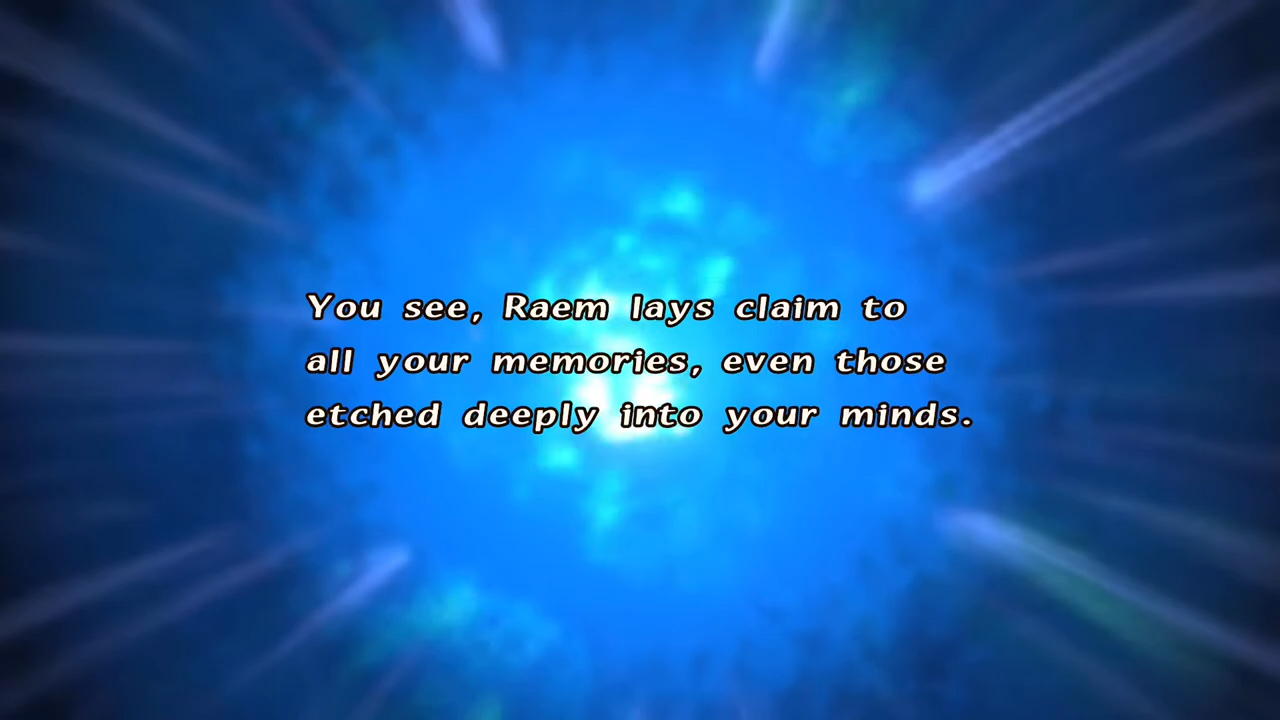 You see, Raem lays claim to
all your memories, even those
etched deeply into your minds.